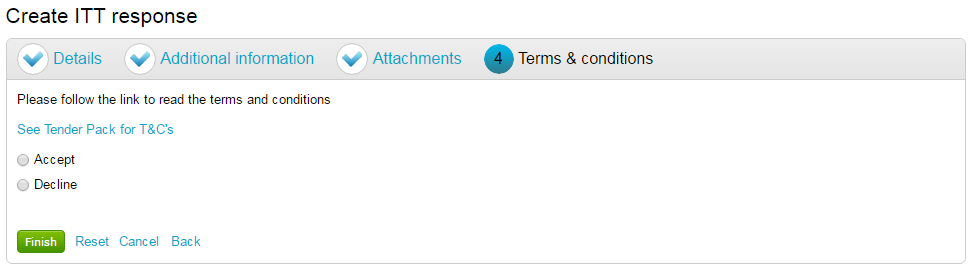 Create ITT response
Details Additional information Attachments 4 Terms & conditions
Please follow the link to read the terms and conditions
See Tender Pack for T&C's
Accept
Decline
Finish Reset Cancel Back